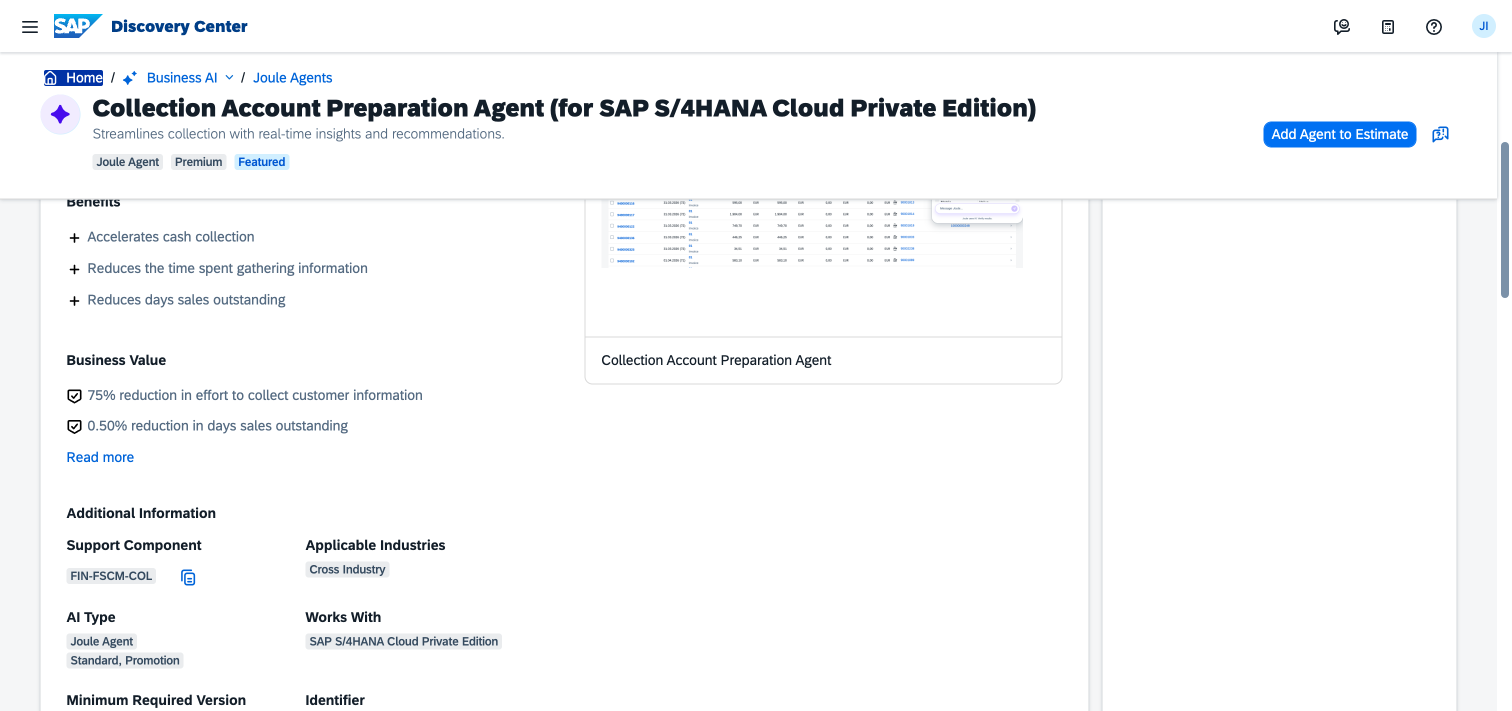 SAP Discovery Center
JI
Home / Business AI / Joule Agents
Collection Account Preparation Agent (for SAP S/4HANA Cloud Private Edition)
Streamlines collection with real-time insights and recommendations.
Add Agent to Estimate
Joule Agent Premium Featured
Benefits
Accelerates cash collection
Reduces the time spent gathering information
Reduces days sales outstanding
Collection Account Preparation Agent
Business Value
75% reduction in effort to collect customer information
0.50% reduction in days sales outstanding
Read more
Additional Information
Support Component
FIN-FSCM-COL
Applicable Industries
Cross Industry
AI Type
Joule Agent
Standard, Promotion
Works With
SAP S/4HANA Cloud Private Edition
Minimum Required Version
Identifier